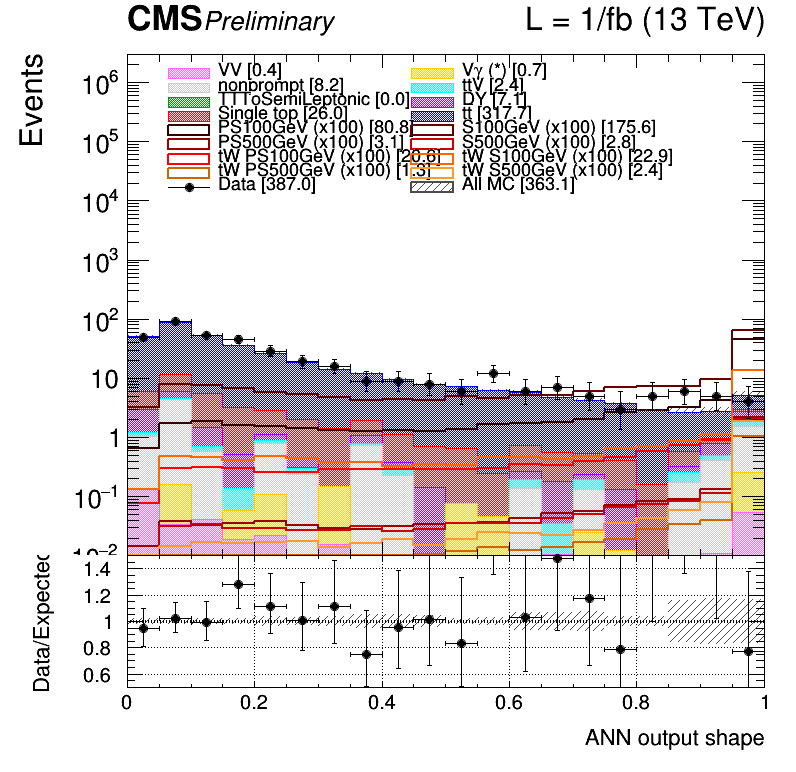 CMS Preliminary L = 1/fb (13 TeV)
Events
VV [0.4] Vγ (*) [0.7]
nonprompt [8.2] ttV [2.4]
TTToSemiLeptonic [0.0] DY [7.1]
Single top [26.0] tt [317.7]
PS100GeV (x100) [80.8] S100GeV (x100) [175.6]
PS500GeV (x100) [3.1] S500GeV (x100) [2.8]
tW PS100GeV (x100) [20.6] tW S100GeV (x100) [22.9]
tW PS500GeV (x100) [1.3] tW S500GeV (x100) [2.4]
Data [387.0] All MC [363.1]
10⁶
10⁵
10⁴
10³
10²
10
1
10⁻¹
10⁻²
Data/Expected
1.4
1.2
1
0.8
0.6
0 0.2 0.4 0.6 0.8 1
ANN output shape